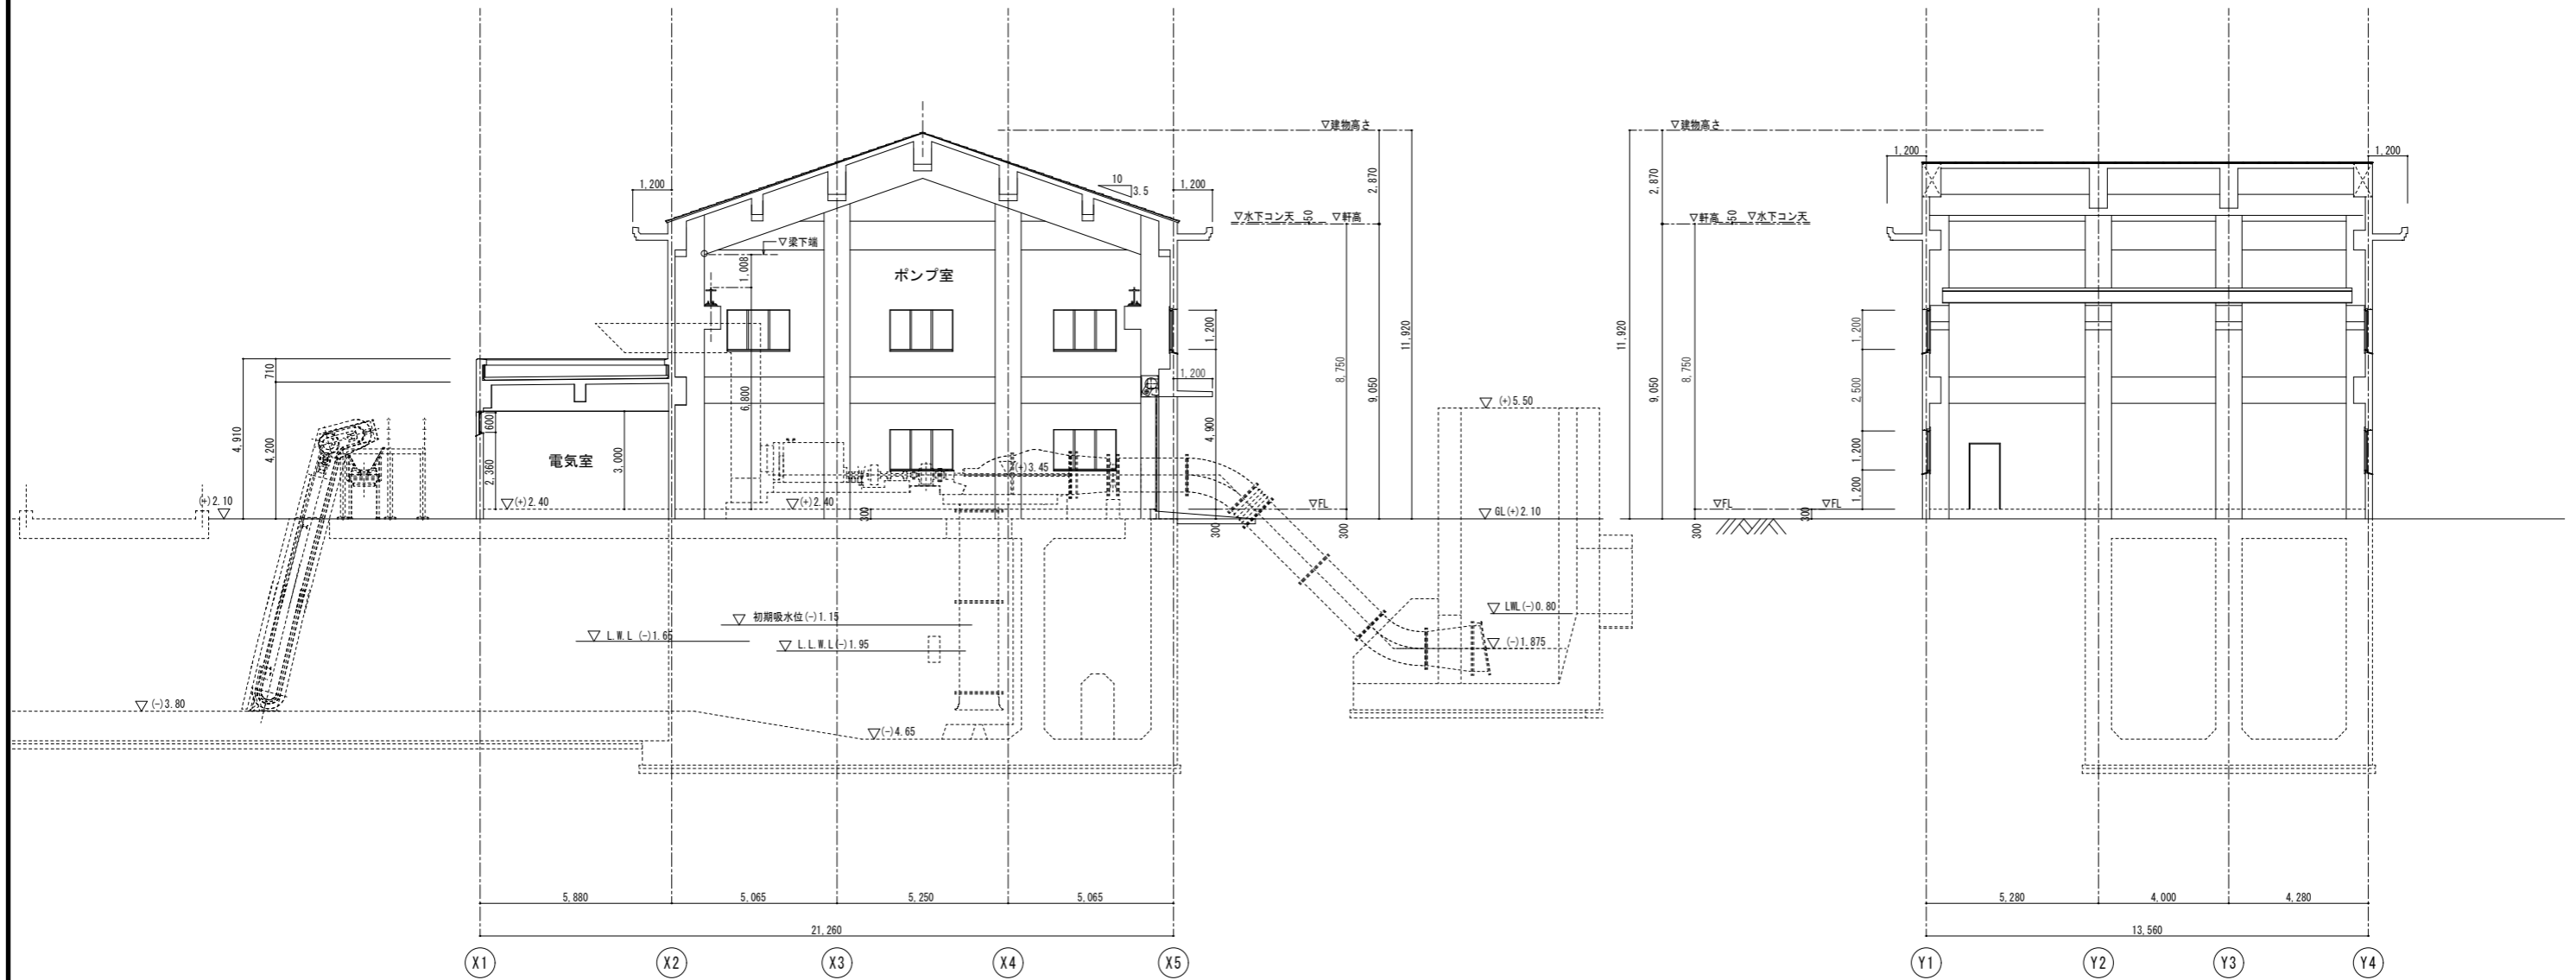 ▽建物高さ
▽建物高さ
1,200
1,200
1,200
1,200
10
3.5
2,870
2,870
▽水下コン天
50
▽軒高
▽軒高
50
▽水下コン天
▽梁下端
1,008
ポンプ室
1,200
11,920
8,750
9,050
11,920
9,050
8,750
1,200
2,500
1,200
1,200
4,910
710
4,200
6,800
1,200
4,900
(+)5.50
600
2,360
電気室
3,000
(+)3.45
(+)2.10
(+)2.40
(+)2.40
300
▽FL
GL(+)2.10
▽FL
▽FL
300
300
300
300
初期吸水位(-)1.15
L.W.L (-)1.65
L.L.W.L(-)1.95
LWL(-)0.80
(-)1.875
(-)3.80
(-)4.65
5,880
5,065
5,250
5,065
5,280
4,000
4,280
21,260
13,560
X1
X2
X3
X4
X5
Y1
Y2
Y3
Y4